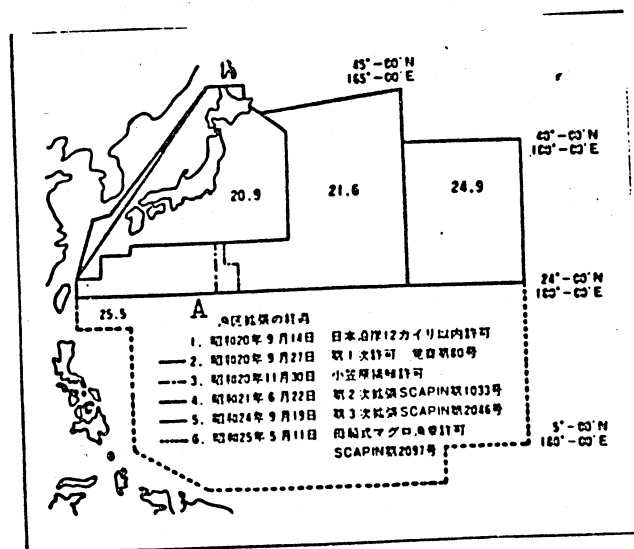 45°-00'N
165°-00'E
40°-00'N
180°-00'E
20.9
21.6
24.9
24°-00'N
180°-00'E
25.5
A
漁区拡張の経過
1. 昭和20年9月14日 日本沿岸12カイリ以内許可
2. 昭和20年9月27日 第1次許可 覚書第80号
3. 昭和20年11月30日 小笠原捕鯨許可
4. 昭和21年6月22日 第2次拡張SCAPIN第1033号
5. 昭和24年9月19日 第3次拡張SCAPIN第2046号
6. 昭和25年5月11日 母船式マグロ漁業許可
SCAPIN第2097号
5°-00'N
180°-00'E